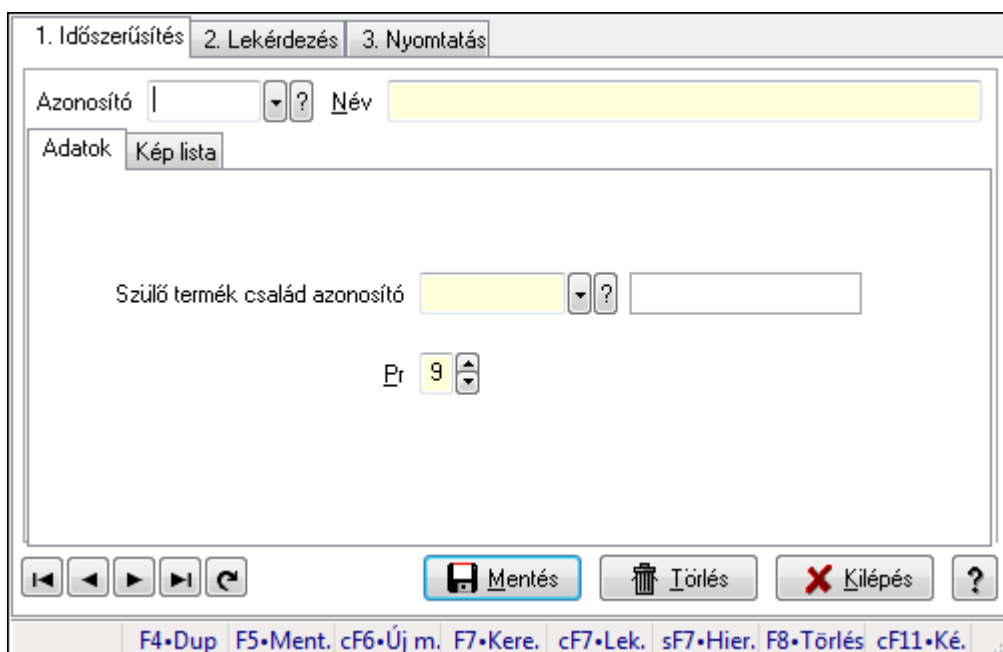 1. Időszerűsítés 2. Lekérdezés 3. Nyomtatás
Azonosító ? Név
Adatok Kép lista
Szülő termék család azonosító ?
Pr 9
Mentés Törlés Kilépés ?
F4•Dup F5•Ment. cF6•Új m. F7•Kere. cF7•Lek. sF7•Hier. F8•Törlés cF11•Ké.